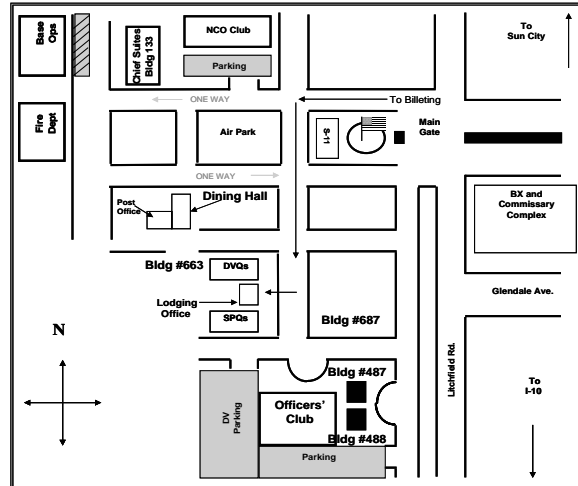 Base
Ops
Chief Suites
Bldg 133
NCO Club
Parking
To
Sun City
ONE WAY
To Billeting
Fire
Dept
Air Park
S-11
Main
Gate
ONE WAY
Post
Office
Dining Hall
BX and
Commissary
Complex
Bldg #663
DVQs
Lodging
Office
SPQs
Bldg #687
Glendale Ave.
N
Litchfield Rd.
Bldg #487
To
I-10
DV
Parking
Officers'
Club
Bldg #488
Parking